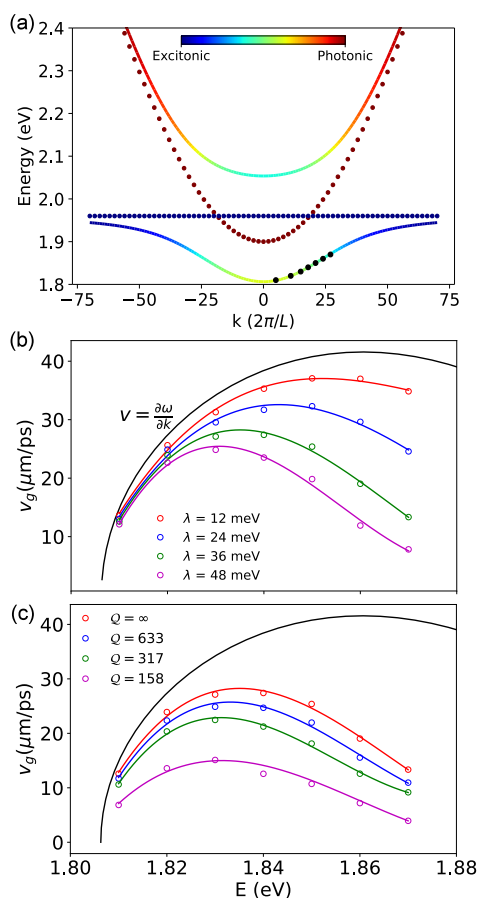 (a)
Excitonic Photonic
2.4
2.3
2.2
2.1
2.0
1.9
1.8
Energy (eV)
−75 −50 −25 0 25 50 75
k (2π/L)
(b)
40
30
20
10
v_g(μm/ps)
v = ∂ω/∂k
λ = 12 meV
λ = 24 meV
λ = 36 meV
λ = 48 meV
(c)
40
30
20
10
0
v_g(μm/ps)
𝒬 = ∞
𝒬 = 633
𝒬 = 317
𝒬 = 158
1.80 1.82 1.84 1.86 1.88
E (eV)